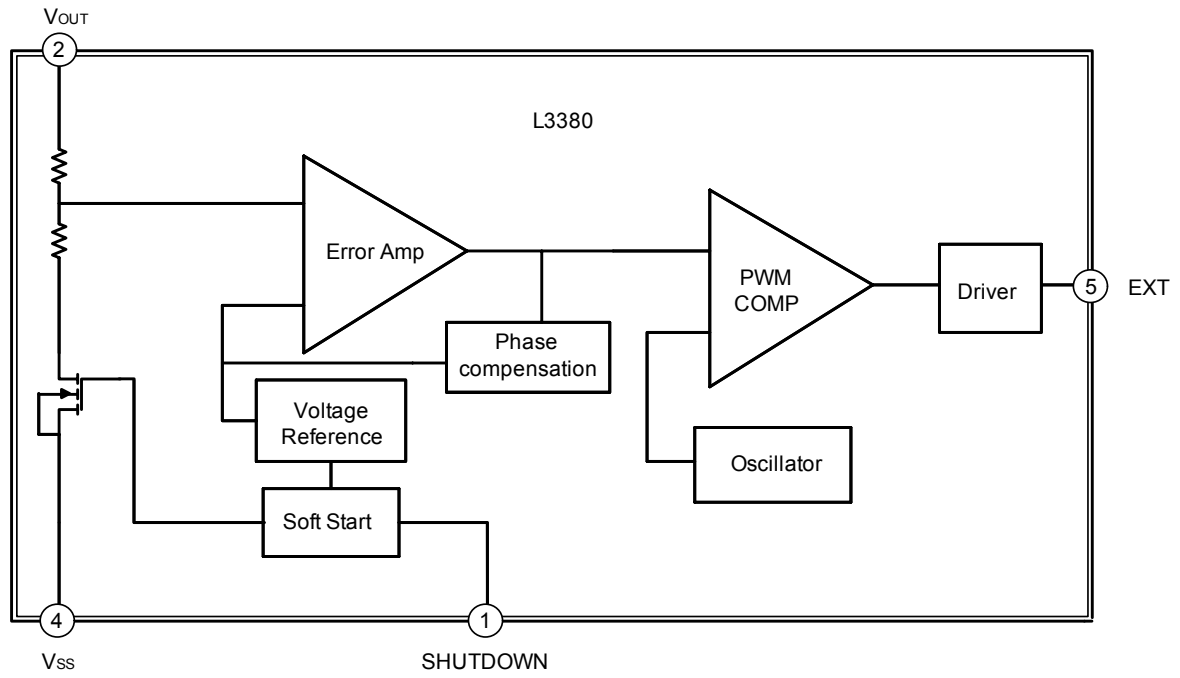 VOUT
2
L3380
Error Amp
PWM
COMP
Driver
5
EXT
Phase
compensation
Voltage
Reference
Oscillator
Soft Start
4
1
VSS
SHUTDOWN